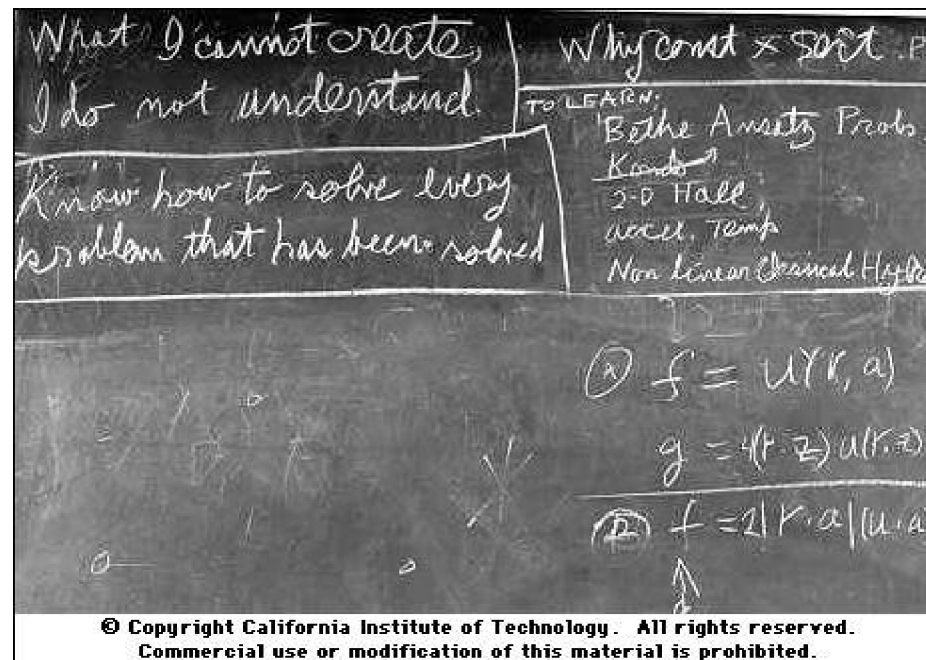 What I cannot create,
I do not understand.
Know how to solve every
problem that has been solved
Why const × sort . P
TO LEARN:
Bethe Ansatz Probs.
Kondo
2-D Hall
accel. Temp
Non Linear Classical Hydro
Ⓐ f = u(r, a)
g = 4(r·z) u(r,z)
f = 2|r·a|(u·a
© Copyright California Institute of Technology. All rights reserved.
Commercial use or modification of this material is prohibited.